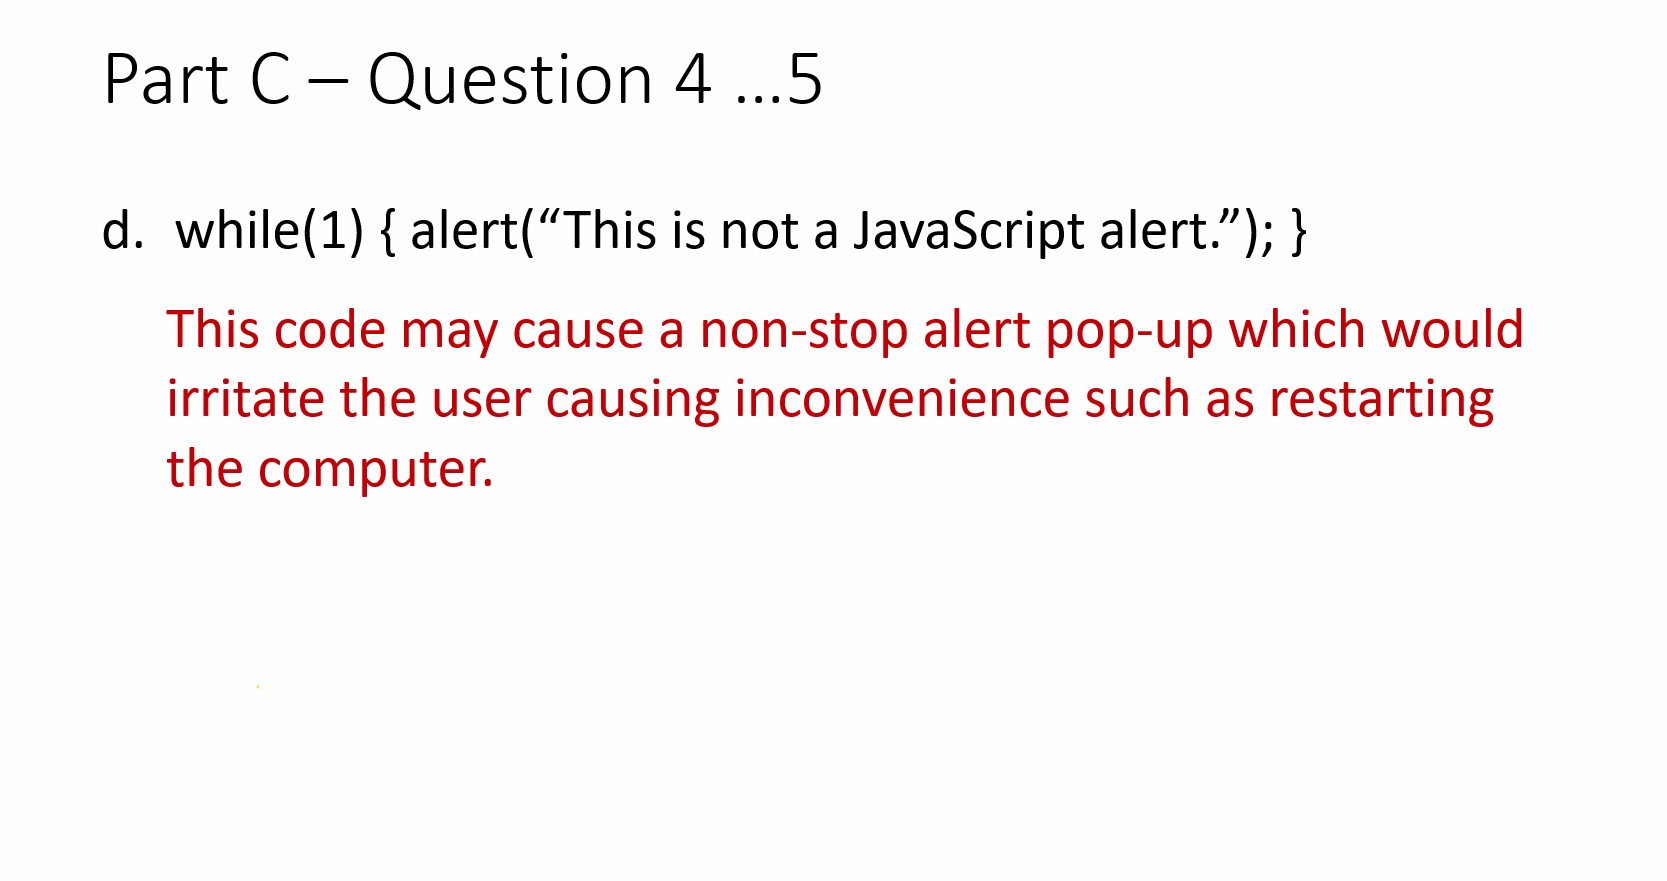 Part C – Question 4 ...5
d. while(1) { alert(“This is not a JavaScript alert.”); }
This code may cause a non-stop alert pop-up which would
irritate the user causing inconvenience such as restarting
the computer.